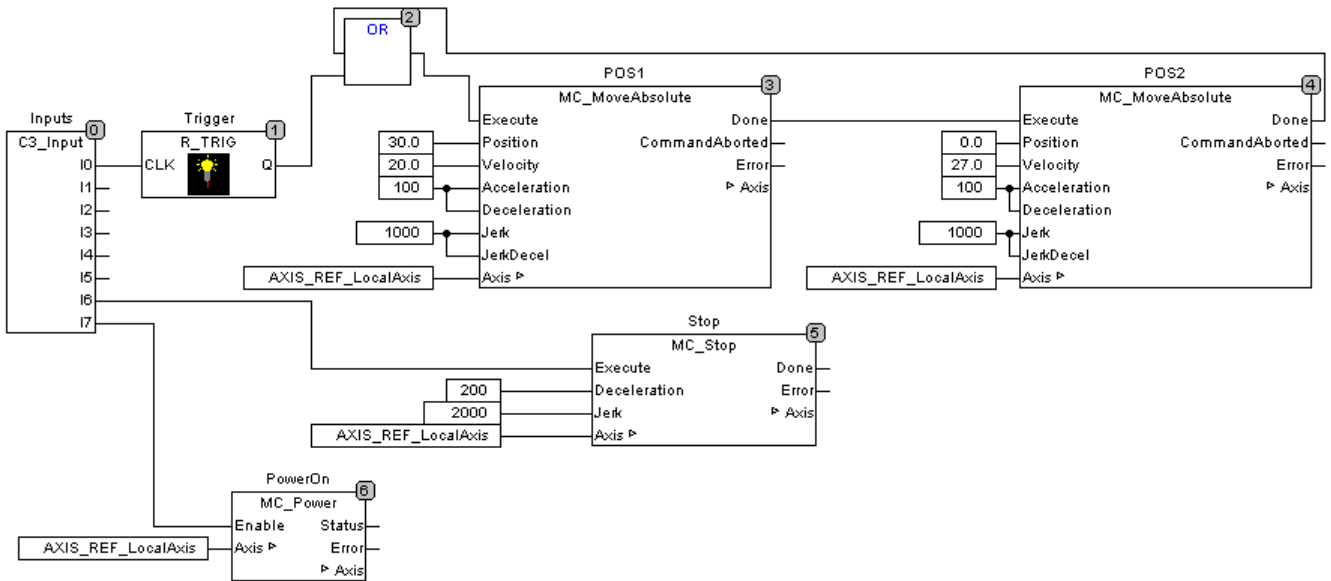 2
OR
POS1
3
MC_MoveAbsolute
Execute Done
30.0 Position CommandAborted
20.0 Velocity Error
100 Acceleration Axis
Deceleration
1000 Jerk
JerkDecel
AXIS_REF_LocalAxis Axis
POS2
4
MC_MoveAbsolute
Execute Done
0.0 Position CommandAborted
27.0 Velocity Error
100 Acceleration Axis
Deceleration
1000 Jerk
JerkDecel
AXIS_REF_LocalAxis Axis
Inputs
0
C3_Input
I0
I1
I2
I3
I4
I5
I6
I7
Trigger
1
R_TRIG
CLK Q
Stop
5
MC_Stop
Execute Done
200 Deceleration Error
2000 Jerk Axis
AXIS_REF_LocalAxis Axis
PowerOn
6
MC_Power
Enable Status
AXIS_REF_LocalAxis Axis Error
Axis